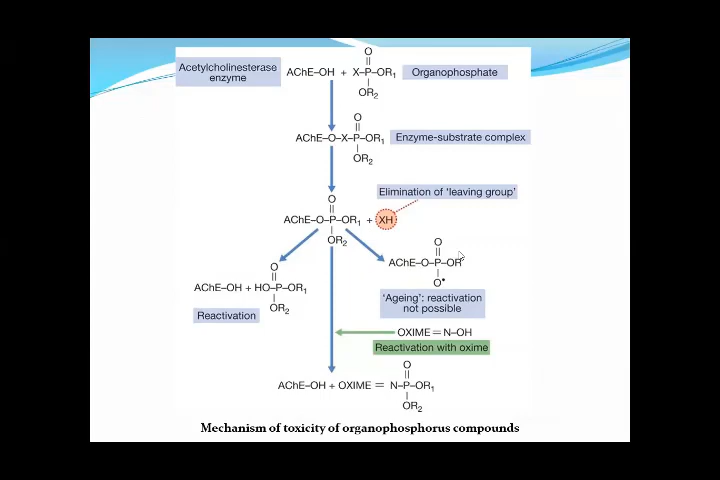 O
Acetylcholinesterase
enzyme
AChE–OH + X–P–OR₁
Organophosphate
OR₂
O
AChE–O–X–P–OR₁
Enzyme-substrate complex
OR₂
Elimination of ‘leaving group’
O
AChE–O–P–OR₁ + XH
OR₂
O
AChE–O–P–OR
O•
‘Ageing’: reactivation
not possible
O
AChE–OH + HO–P–OR₁
OR₂
Reactivation
OXIME = N–OH
Reactivation with oxime
O
AChE–OH + OXIME = N–P–OR₁
OR₂
Mechanism of toxicity of organophosphorus compounds